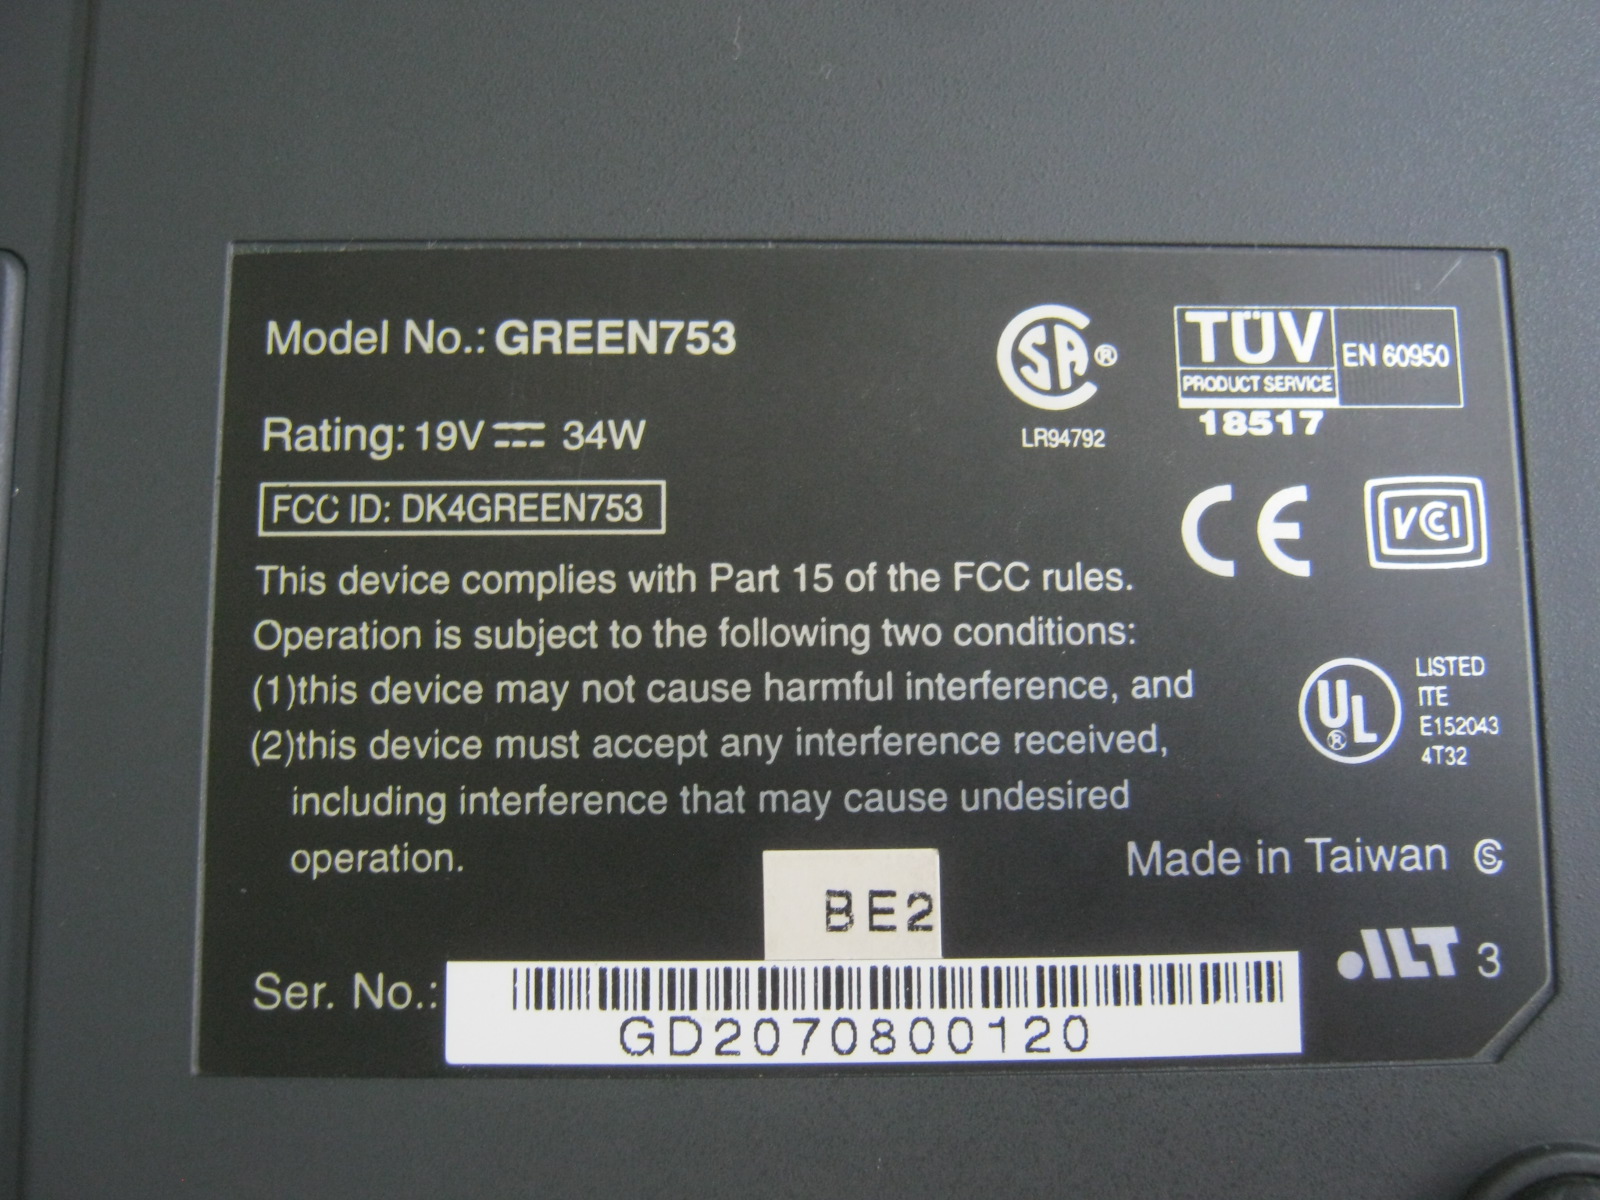 Model No.: GREEN753
SA®
LR94792
TÜV
PRODUCT SERVICE
EN 60950
18517
Rating: 19V 34W
FCC ID: DK4GREEN753
CE
VCCI
This device complies with Part 15 of the FCC rules.
Operation is subject to the following two conditions:
(1)this device may not cause harmful interference, and
(2)this device must accept any interference received,
including interference that may cause undesired
operation.
UL®
LISTED
ITE
E152043
4T32
Made in Taiwan
BE2
3
Ser. No.:
GD2070800120